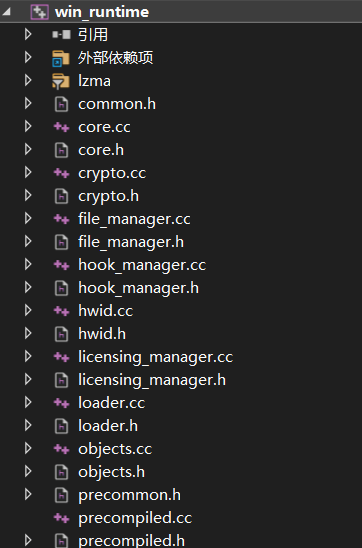 win_runtime
引用
外部依赖项
lzma
common.h
core.cc
core.h
crypto.cc
crypto.h
file_manager.cc
file_manager.h
hook_manager.cc
hook_manager.h
hwid.cc
hwid.h
licensing_manager.cc
licensing_manager.h
loader.cc
loader.h
objects.cc
objects.h
precommon.h
precompiled.cc
precompiled.h